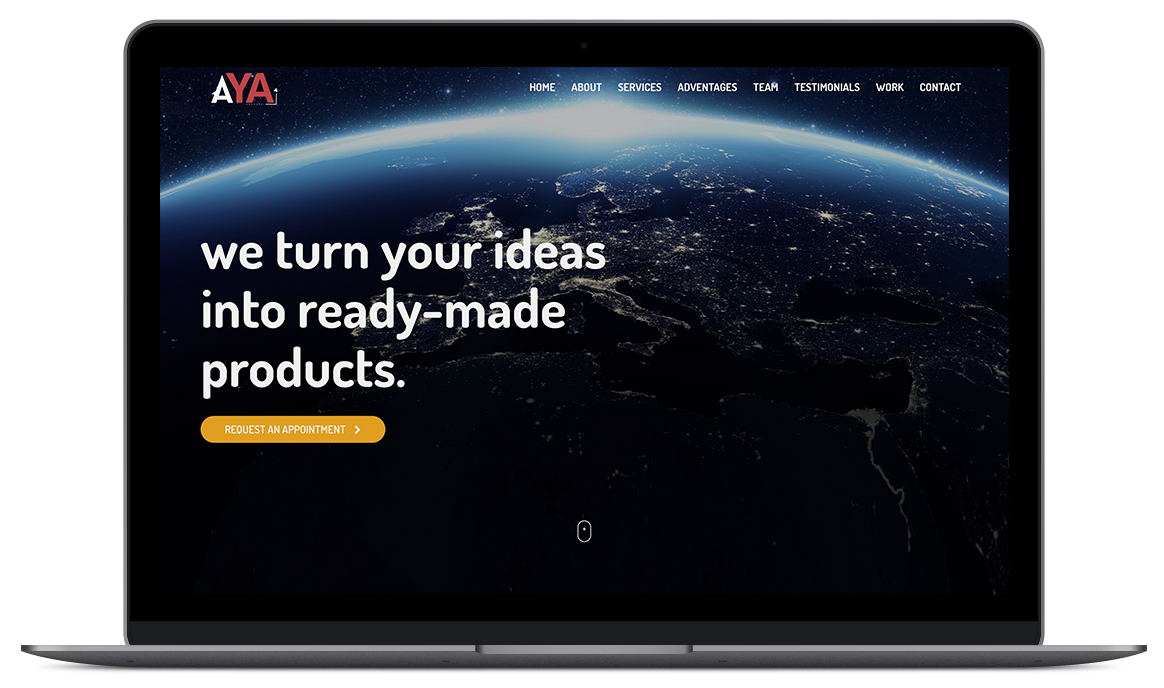 AYA
HOME ABOUT SERVICES ADVENTAGES TEAM TESTIMONIALS WORK CONTACT
we turn your ideas
into ready-made
products.
REQUEST AN APPOINTMENT